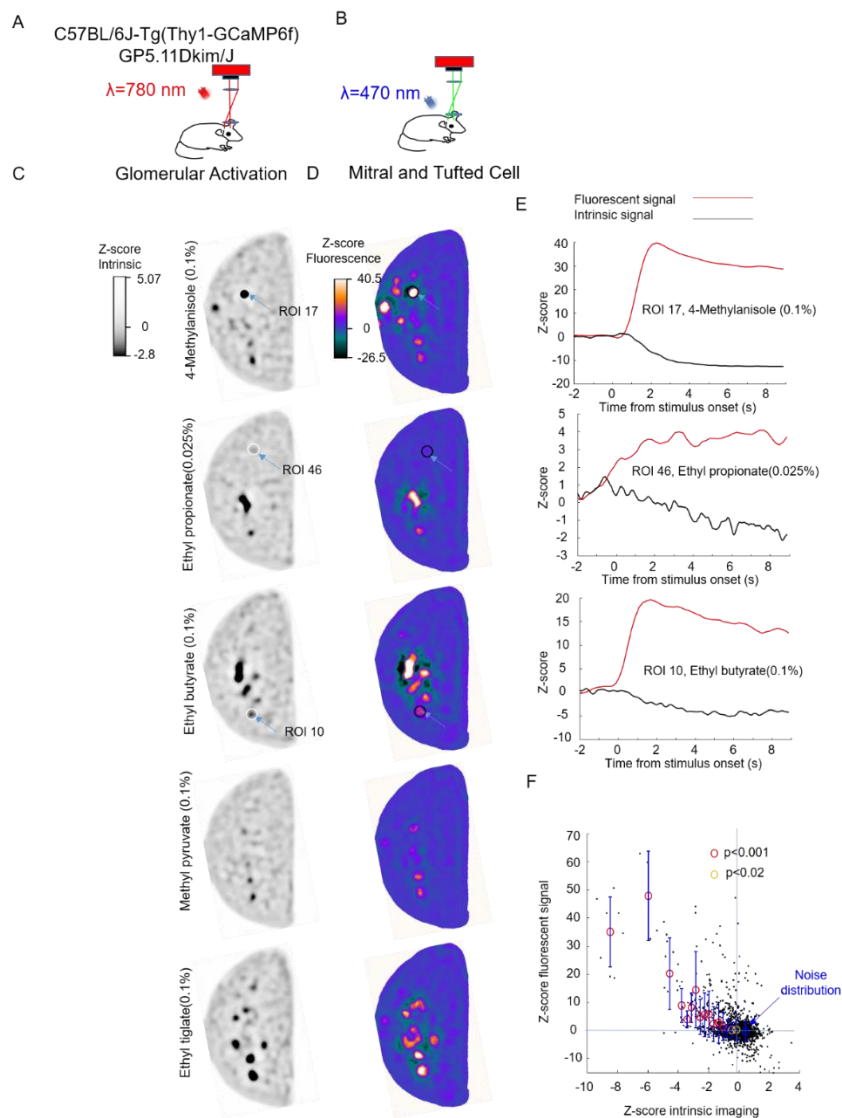 A
C57BL/6J-Tg(Thy1-GCaMP6f)
GP5.11Dkim/J
λ=780 nm
B
λ=470 nm
C
Glomerular Activation
D
Mitral and Tufted Cell
Z-score
Intrinsic
5.07
0
-2.8
4-Methylanisole (0.1%)
ROI 17
Z-score
Fluorescence
40.5
0
-26.5
Ethyl propionate(0.025%)
ROI 46
Ethyl butyrate (0.1%)
ROI 10
Methyl pyruvate (0.1%)
Ethyl tiglate(0.1%)
E
Fluorescent signal
Intrinsic signal
Z-score
40
30
20
10
0
-10
-20
ROI 17, 4-Methylanisole (0.1%)
-2 0 2 4 6 8
Time from stimulus onset (s)
Z-score
5
4
3
2
1
0
-1
-2
-3
ROI 46, Ethyl propionate(0.025%)
-2 0 2 4 6 8
Time from stimulus onset (s)
Z-score
20
15
10
5
0
-5
-10
ROI 10, Ethyl butyrate(0.1%)
-2 0 2 4 6 8
Time from stimulus onset (s)
F
Z-score fluorescent signal
70
60
50
40
30
20
10
0
-10
p<0.001
p<0.02
Noise
distribution
-10 -8 -6 -4 -2 0 2 4
Z-score intrinsic imaging